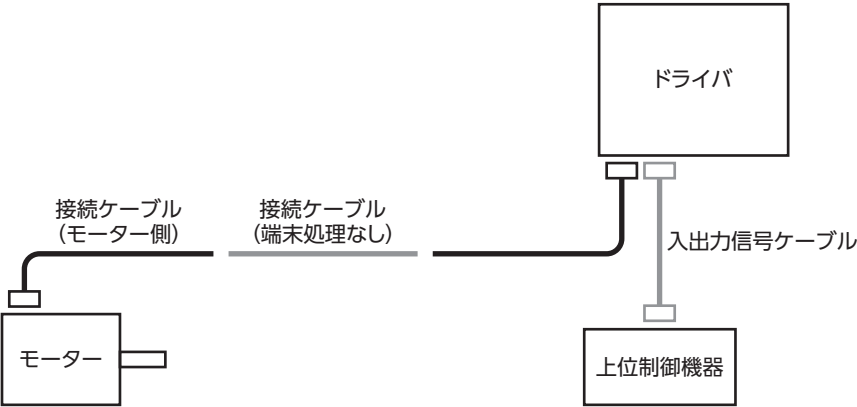 ドライバ
接続ケーブル
(モーター側)
接続ケーブル
(端末処理なし)
入出力信号ケーブル
モーター
上位制御機器